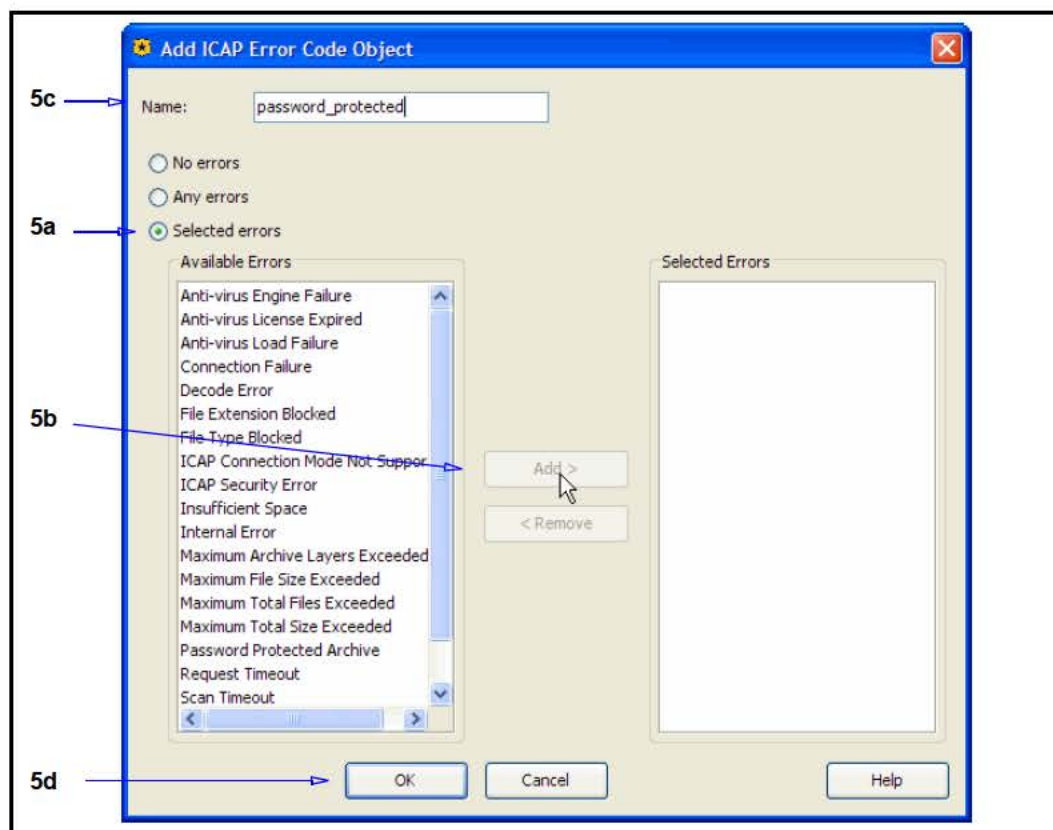 Add ICAP Error Code Object
5c
Name:
password_protected
No errors
Any errors
5a
Selected errors
Available Errors
Selected Errors
Anti-virus Engine Failure
Anti-virus License Expired
Anti-virus Load Failure
Connection Failure
Decode Error
File Extension Blocked
5b
File Type Blocked
ICAP Connection Mode Not Suppor
ICAP Security Error
Insufficient Space
Internal Error
Maximum Archive Layers Exceeded
Maximum File Size Exceeded
Maximum Total Files Exceeded
Maximum Total Size Exceeded
Password Protected Archive
Request Timeout
Scan Timeout
Add >
< Remove
5d
OK
Cancel
Help